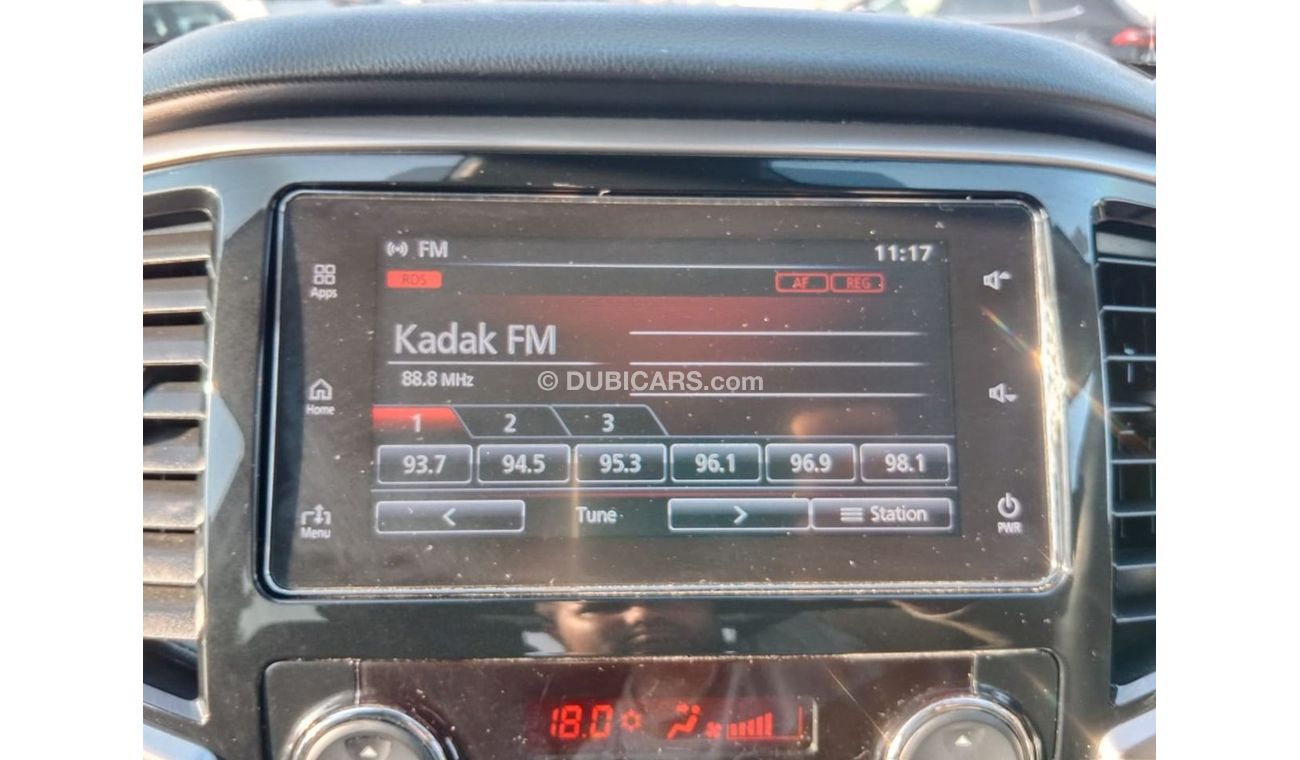 FM 11:17
RDS AF REG
Apps
Kadak FM
88.8 MHz
© DUBICARS.com
Home
1 2 3
93.7 94.5 95.3 96.1 96.9 98.1
< Tune > Station
Menu
PWR
18.0